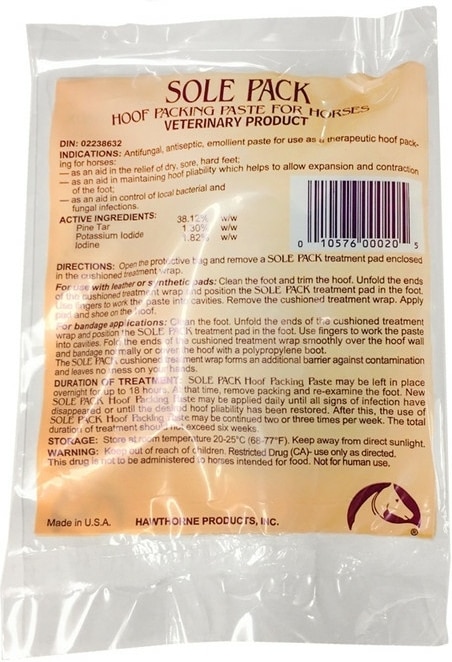 SOLE PACK
HOOF PACKING PASTE FOR HORSES
VETERINARY PRODUCT
DIN: 02238632
INDICATIONS: Antifungal, antiseptic, emollient paste for use as a therapeutic hoof pack-
ing for horses:
— as an aid in the relief of dry, sore, hard feet;
— as an aid in maintaining hoof pliability which helps to allow expansion and contraction
of the foot;
— as an aid in control of local bacterial and
fungal infections.
ACTIVE INGREDIENTS:
Pine Tar 38.12% w/w
Potassium Iodide 1.30% w/w
Iodine 1.82% w/w
0 10576 00020 5
DIRECTIONS: Open the protective bag and remove a SOLE PACK treatment pad enclosed
in the cushioned treatment wrap.
For use with leather or synthetic pads: Clean the foot and trim the hoof. Unfold the ends
of the cushioned treatment wrap and position the SOLE PACK treatment pad in the foot.
Use fingers to work the paste into cavities. Remove the cushioned treatment wrap. Apply
pad and shoe on the hoof.
For bandage applications: Clean the foot. Unfold the ends of the cushioned treatment
wrap and position the SOLE PACK treatment pad in the foot. Use fingers to work the paste
into cavities. Fold the ends of the cushioned treatment wrap smoothly over the hoof wall
and bandage normally or cover the hoof with a polypropylene boot.
The SOLE PACK cushioned treatment wrap forms an additional barrier against contamination
and leaves no mess on your hands.
DURATION OF TREATMENT: SOLE PACK Hoof Packing Paste may be left in place
overnight for up to 18 hours. At that time, remove packing and re-examine the foot. New
SOLE PACK Hoof Packing Paste may be applied daily until all signs of infection have
disappeared or until the desired hoof pliability has been restored. After this, the use of
SOLE PACK Hoof Packing Paste may be continued two or three times per week. The total
duration of treatment should not exceed six weeks.
STORAGE: Store at room temperature 20-25°C (68-77°F). Keep away from direct sunlight.
WARNING: Keep out of reach of children. Restricted Drug (CA)- use only as directed.
This drug is not to be administered to horses intended for food. Not for human use.
Made in U.S.A. HAWTHORNE PRODUCTS, INC.
®